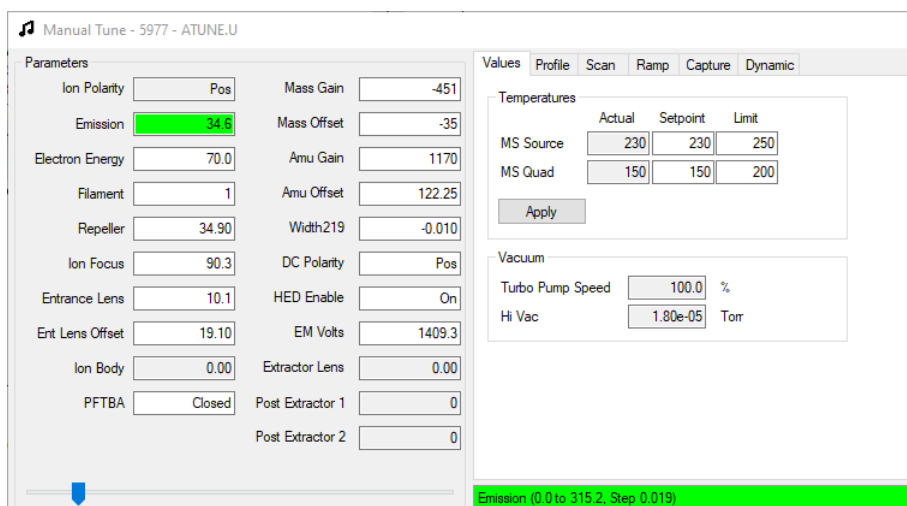 Manual Tune - 5977 - ATUNE.U
Parameters
Ion Polarity Pos Mass Gain -451
Emission 34.6 Mass Offset -35
Electron Energy 70.0 Amu Gain 1170
Filament 1 Amu Offset 122.25
Repeller 34.90 Width219 -0.010
Ion Focus 90.3 DC Polarity Pos
Entrance Lens 10.1 HED Enable On
Ent Lens Offset 19.10 EM Volts 1409.3
Ion Body 0.00 Extractor Lens 0.00
PFTBA Closed Post Extractor 1 0
Post Extractor 2 0
Values Profile Scan Ramp Capture Dynamic
Temperatures
Actual Setpoint Limit
MS Source 230 230 250
MS Quad 150 150 200
Apply
Vacuum
Turbo Pump Speed 100.0 %
Hi Vac 1.80e-05 Torr
Emission (0.0 to 315.2, Step 0.019)